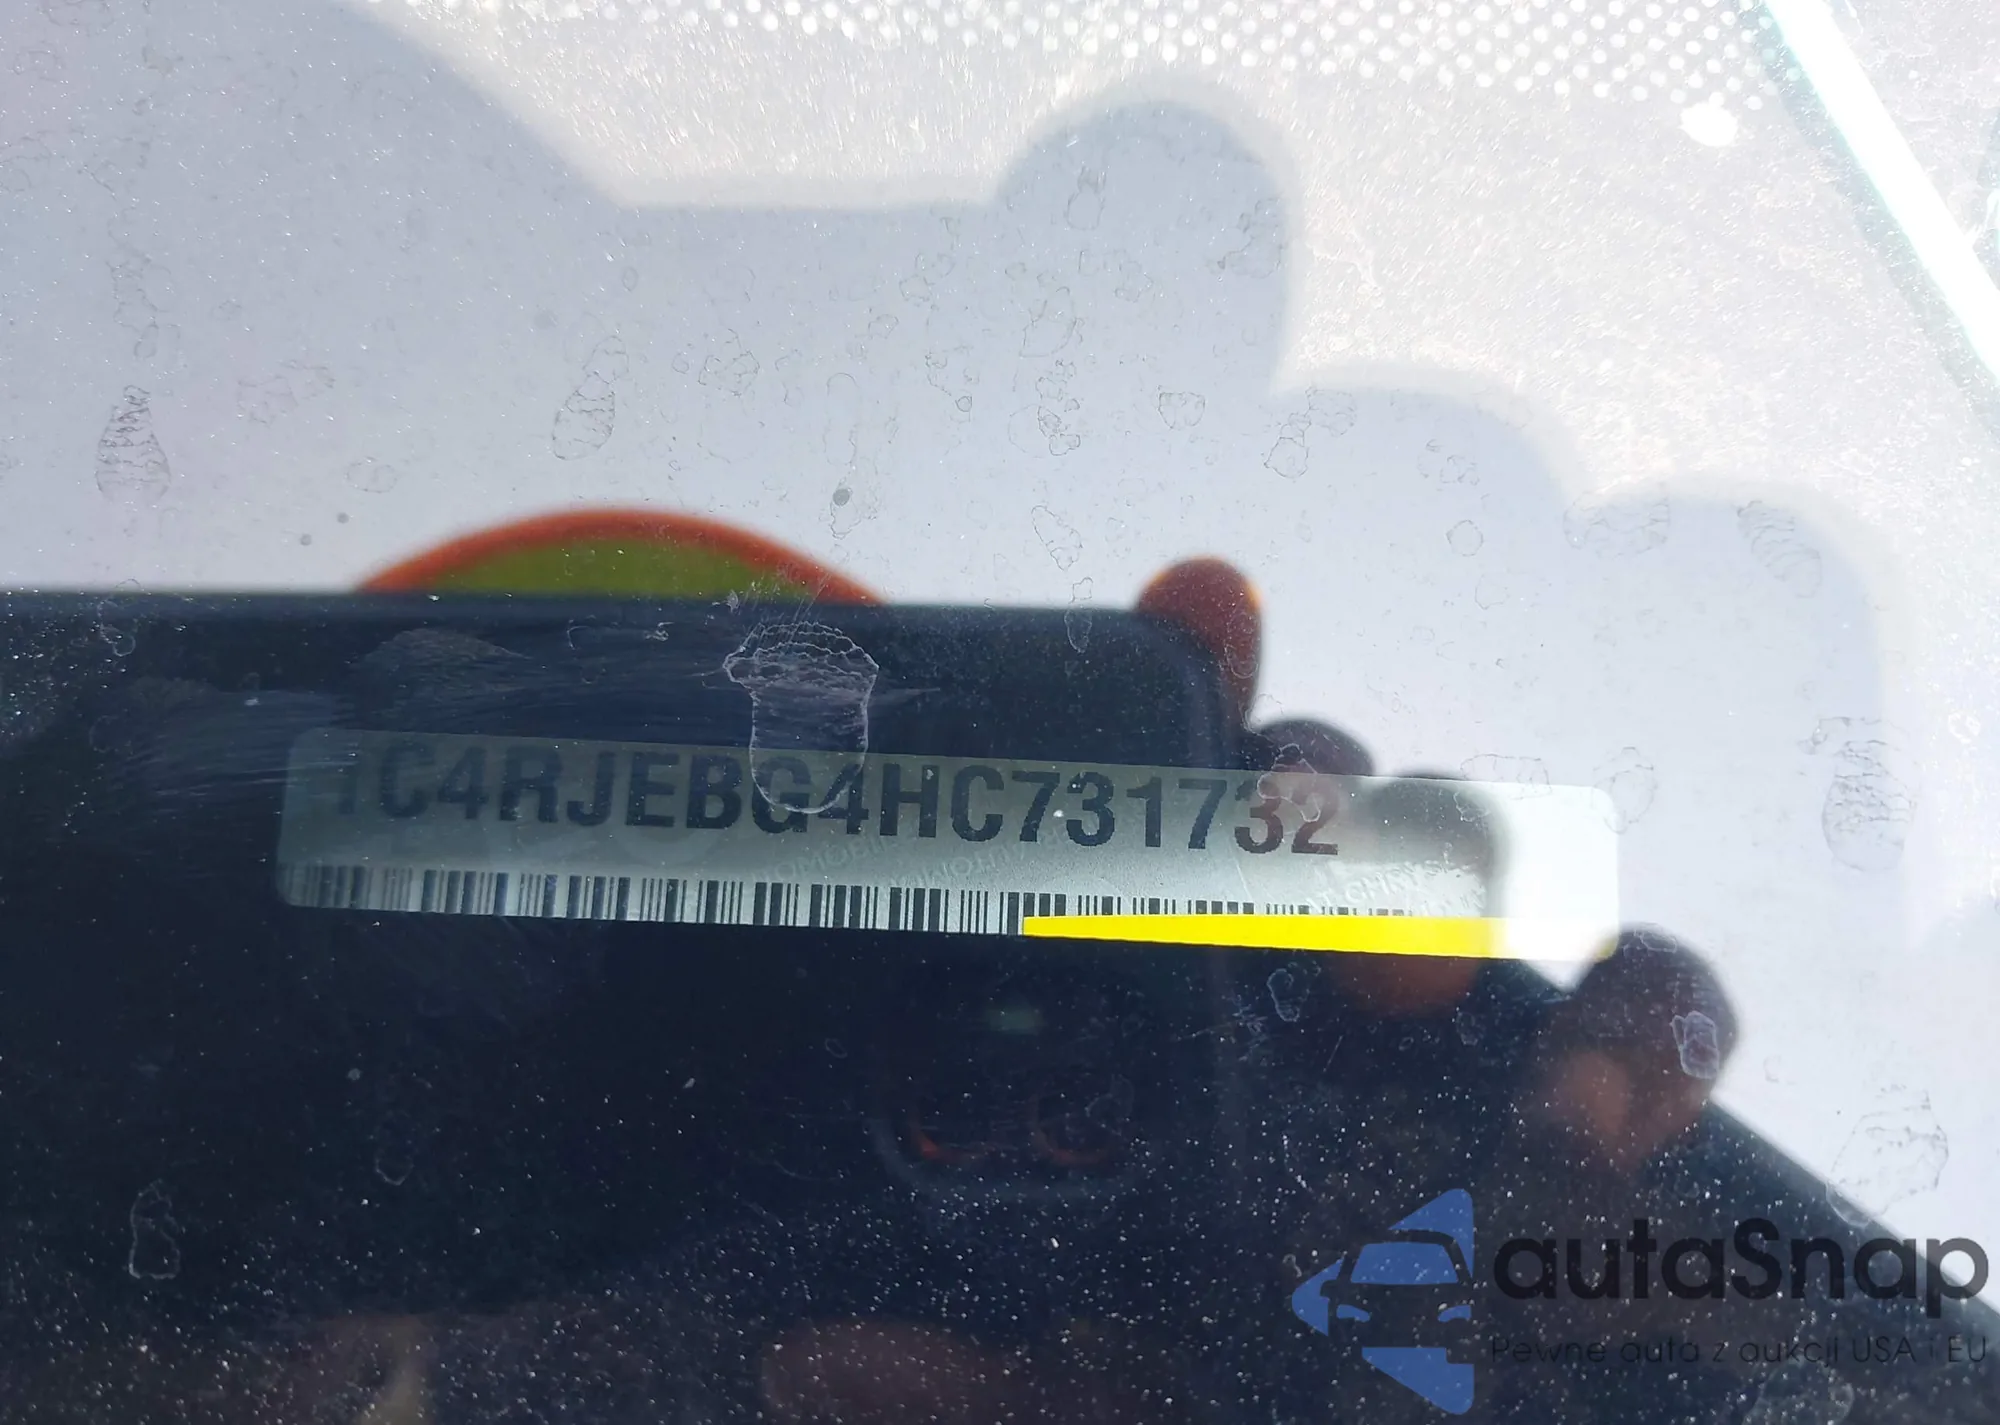 1C4RJEBG4HC731732
autaSnap
Pewne auta z aukcji USA i EU